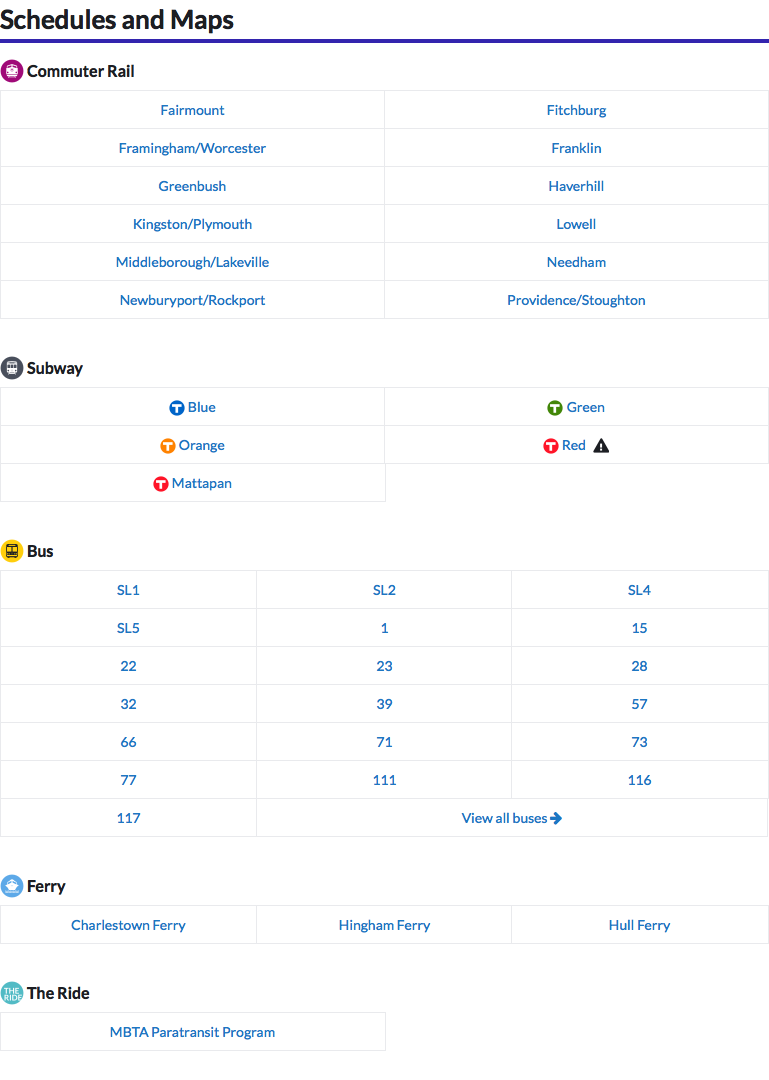 Schedules and Maps
Commuter Rail
Fairmount Fitchburg
Framingham/Worcester Franklin
Greenbush Haverhill
Kingston/Plymouth Lowell
Middleborough/Lakeville Needham
Newburyport/Rockport Providence/Stoughton
Subway
T Blue T Green
T Orange T Red
T Mattapan
Bus
SL1 SL2 SL4
SL5 1 15
22 23 28
32 39 57
66 71 73
77 111 116
117 View all buses
Ferry
Charlestown Ferry Hingham Ferry Hull Ferry
THE RIDE The Ride
MBTA Paratransit Program